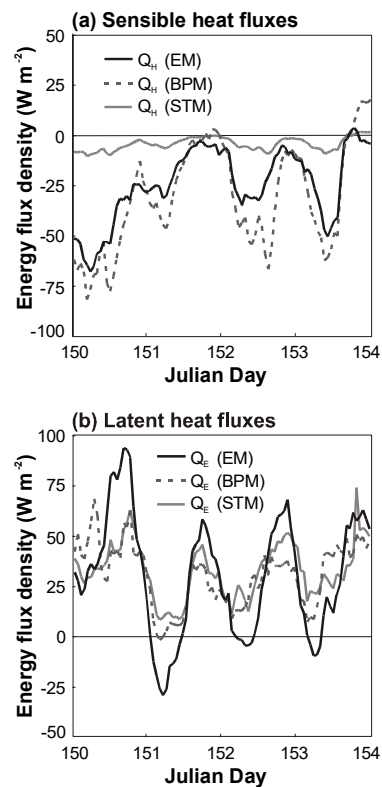 (a) Sensible heat fluxes
Energy flux density (W m⁻²)
50
25
0
-25
-50
-75
-100
Q_H (EM)
Q_H (BPM)
Q_H (STM)
150 151 152 153 154
Julian Day
(b) Latent heat fluxes
Energy flux density (W m⁻²)
100
75
50
25
0
-25
-50
Q_E (EM)
Q_E (BPM)
Q_E (STM)
150 151 152 153 154
Julian Day